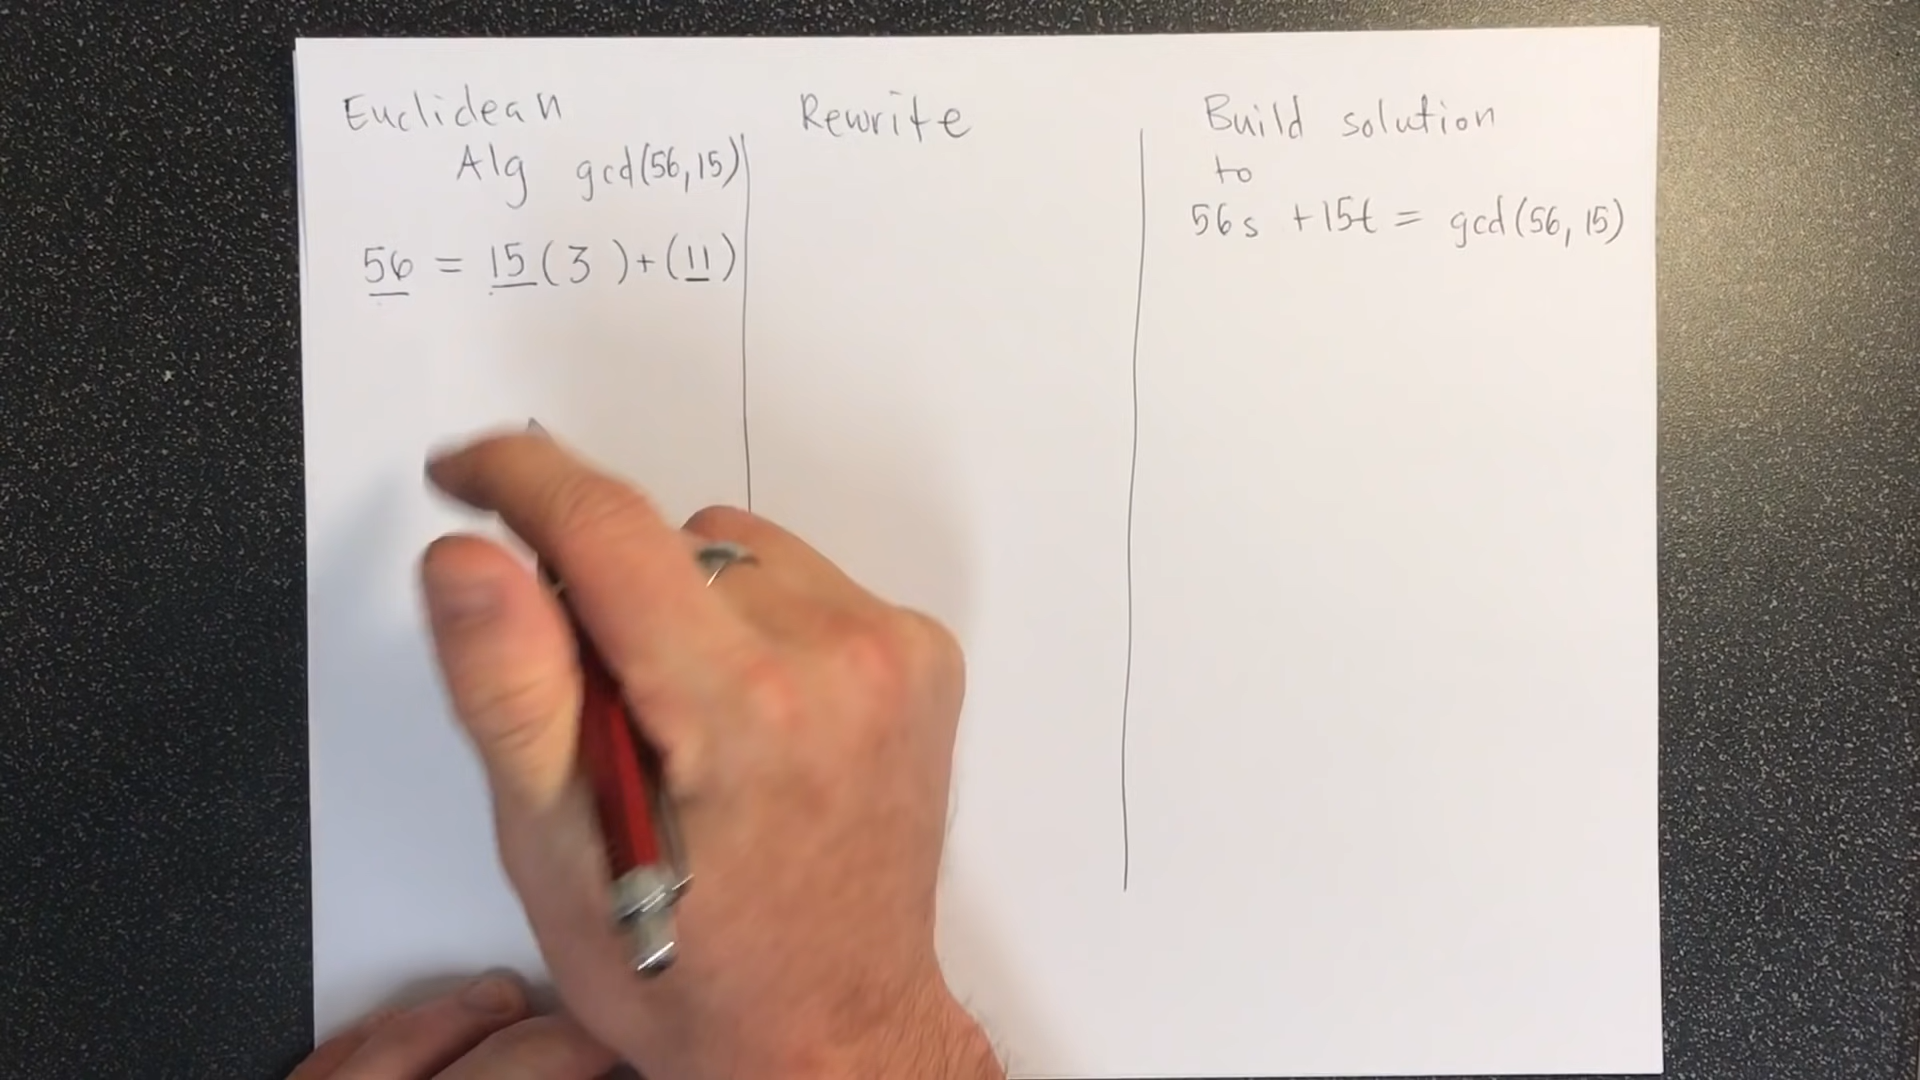 Euclidean
Alg gcd(56,15)
56 = 15(3)+(11)
Rewrite
Build solution
to
56s +15t = gcd(56,15)